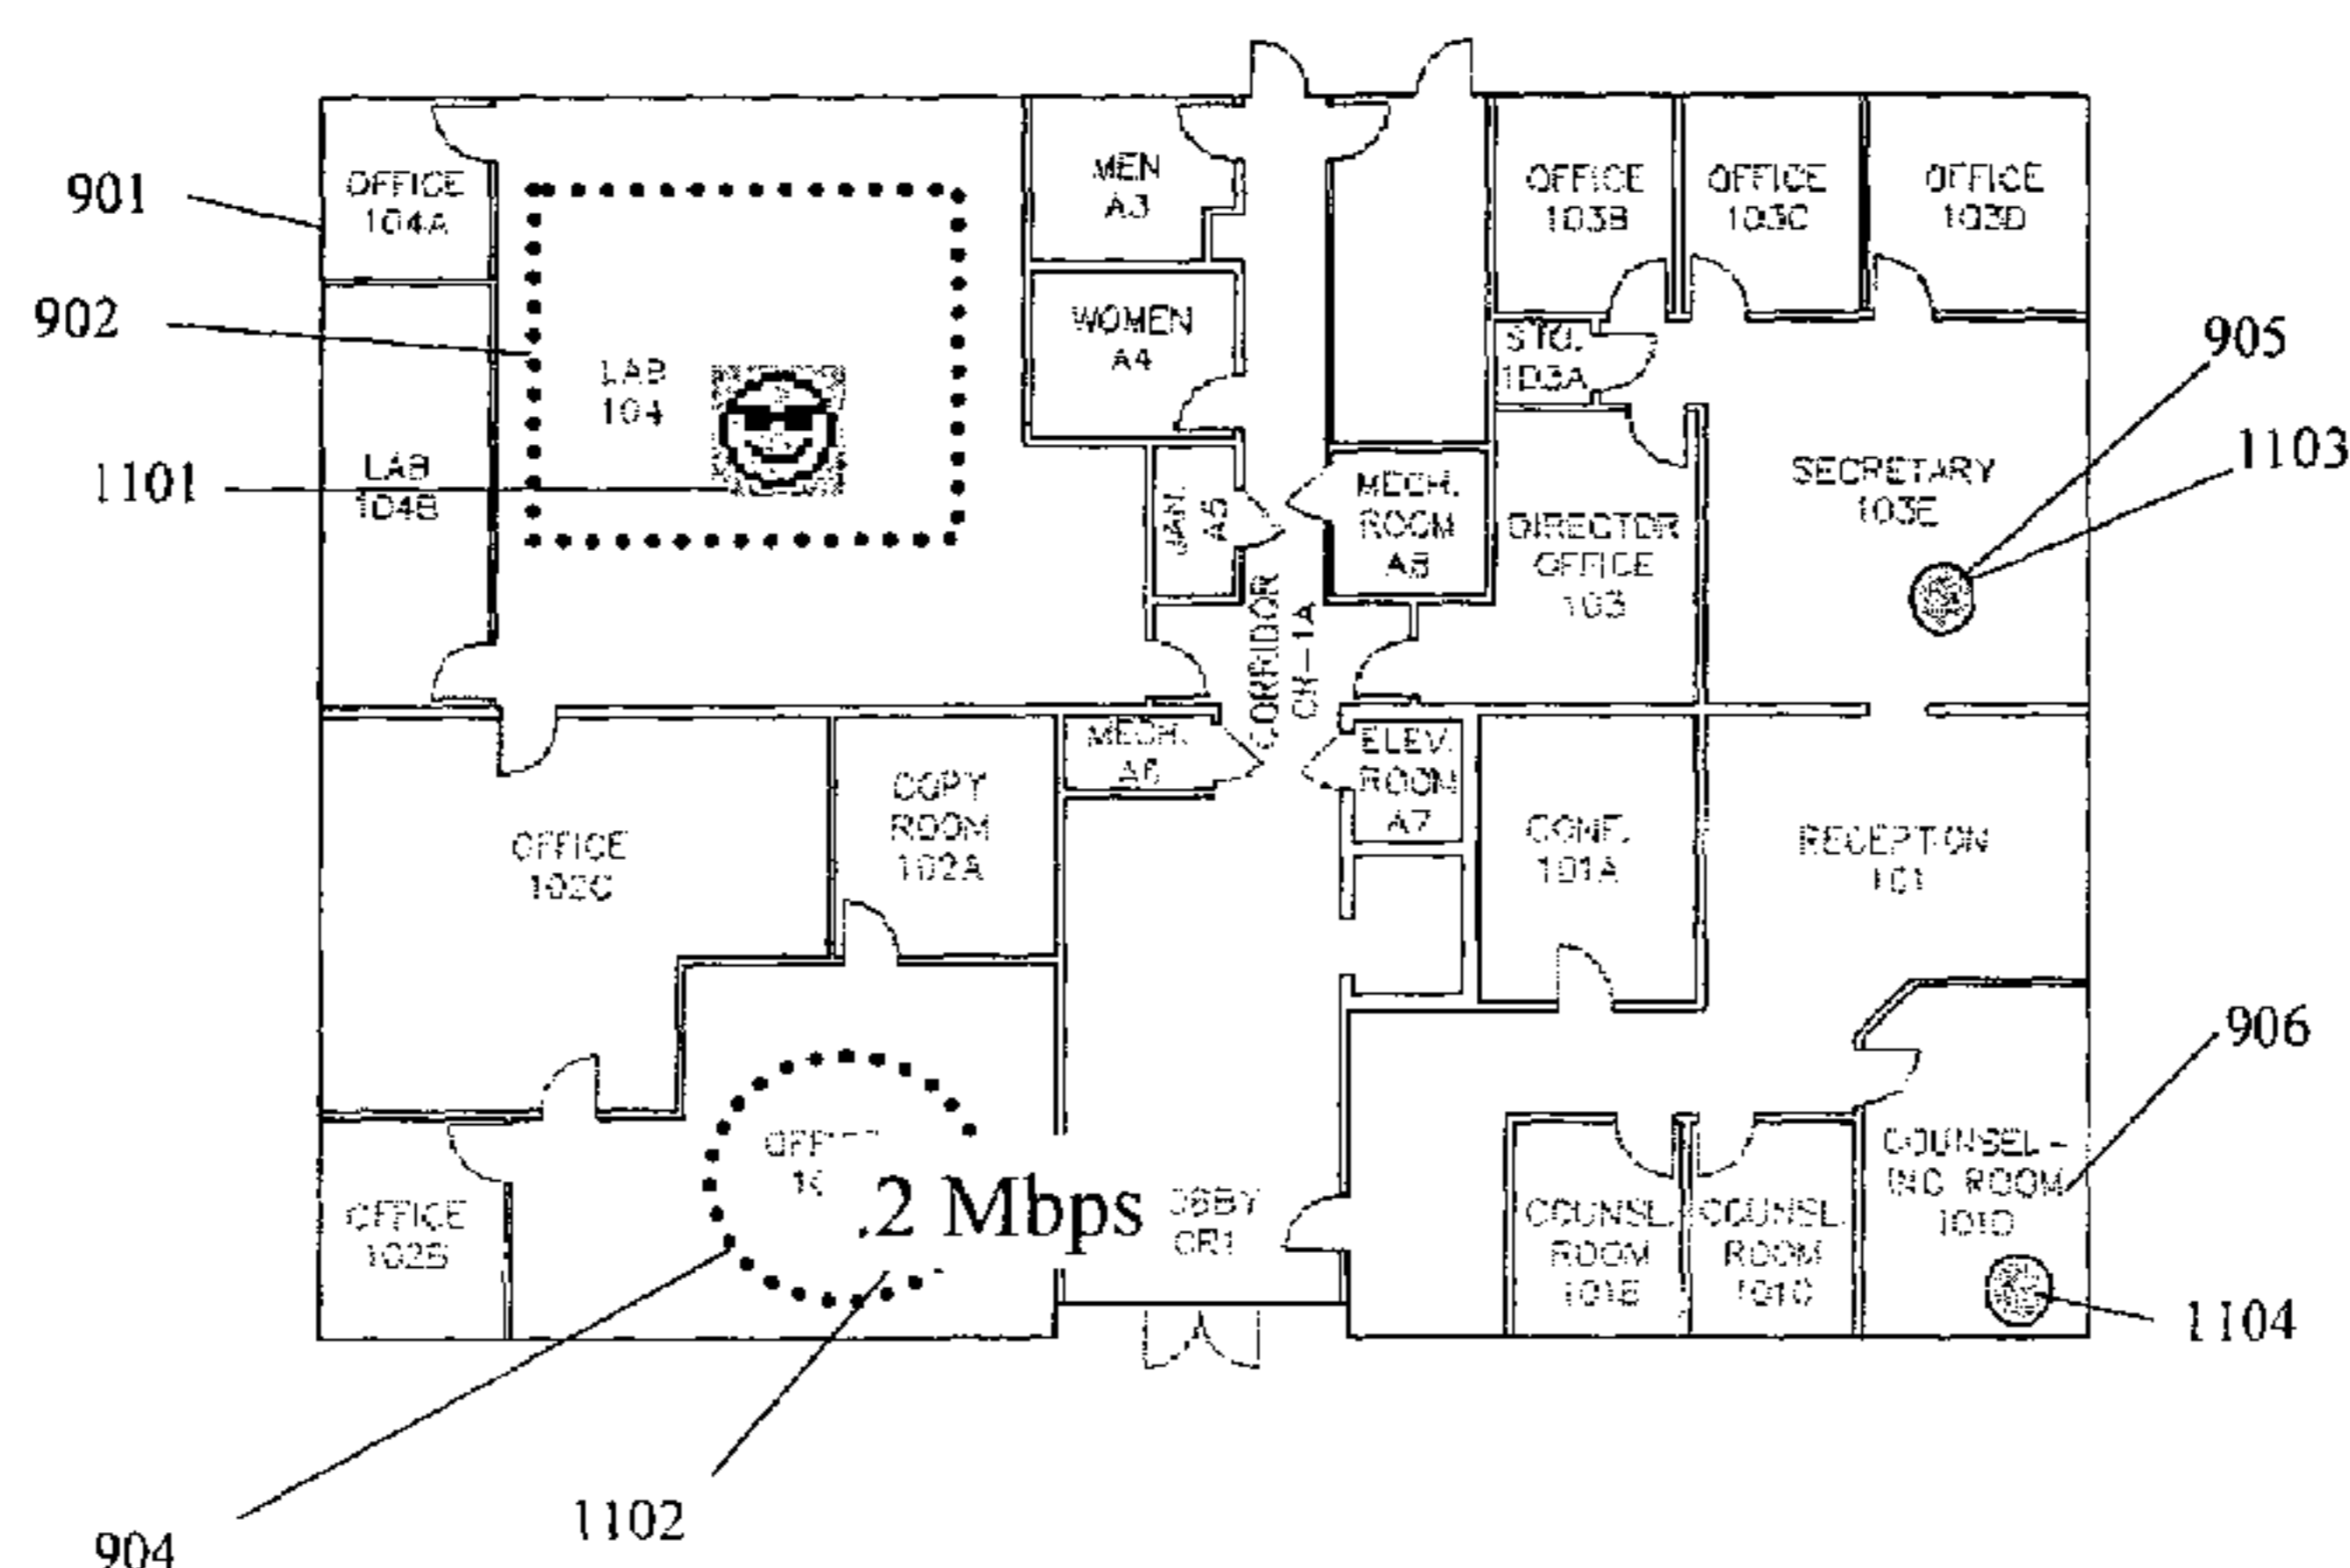 901
902
1101
904
1102
905
1103
906
1104
OFFICE
104A
LAB
104
LAB
104B
MEN
A3
WOMEN
A4
JAN.
A5
MECH.
ROOM
A8
CORRIDOR
CH-1A
OFFICE
103B
OFFICE
103C
OFFICE
103D
STO.
103A
DIRECTOR
OFFICE
103
SECRETARY
103E
MECH.
A6
ELEV.
ROOM
A7
COPY
ROOM
102A
OFFICE
102C
CONF.
101A
RECEPTION
101
OFFICE
102B
.2 Mbps
OBBY
CR1
COUNSEL.
ROOM
101B
COUNSEL.
ROOM
101C
COUNSEL-
ING ROOM
101D